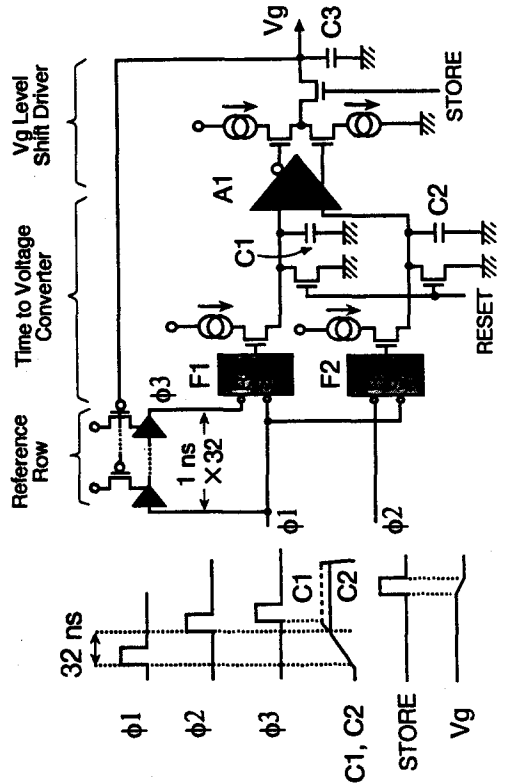 Reference
Row
Time to Voltage
Converter
Vg Level
Shift Driver
ϕ3
1 ns
×32
F1
F2
C1
A1
C2
Vg
C3
STORE
RESET
ϕ1
ϕ2
32 ns
ϕ1
ϕ2
ϕ3
C1
C2
C1, C2
STORE
Vg